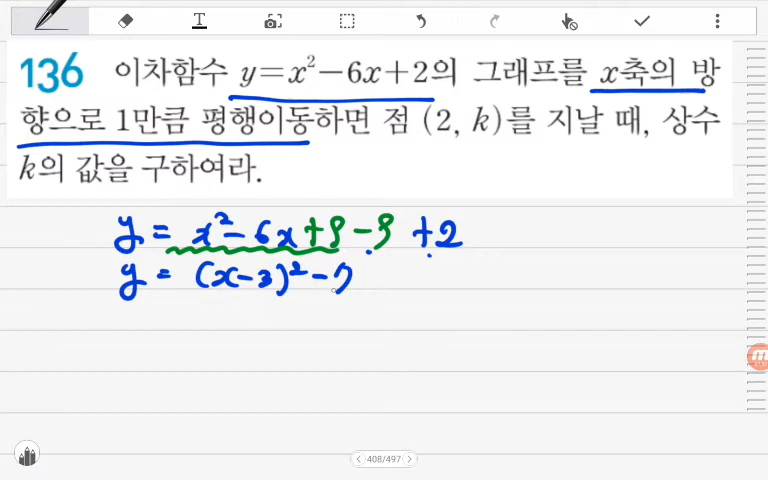 136 이차함수 y=x²-6x+2의 그래프를 x축의 방
향으로 1만큼 평행이동하면 점 (2, k)를 지날 때, 상수
k의 값을 구하여라.
y = x²-6x+9-9+2
y = (x-3)²-7
408/497